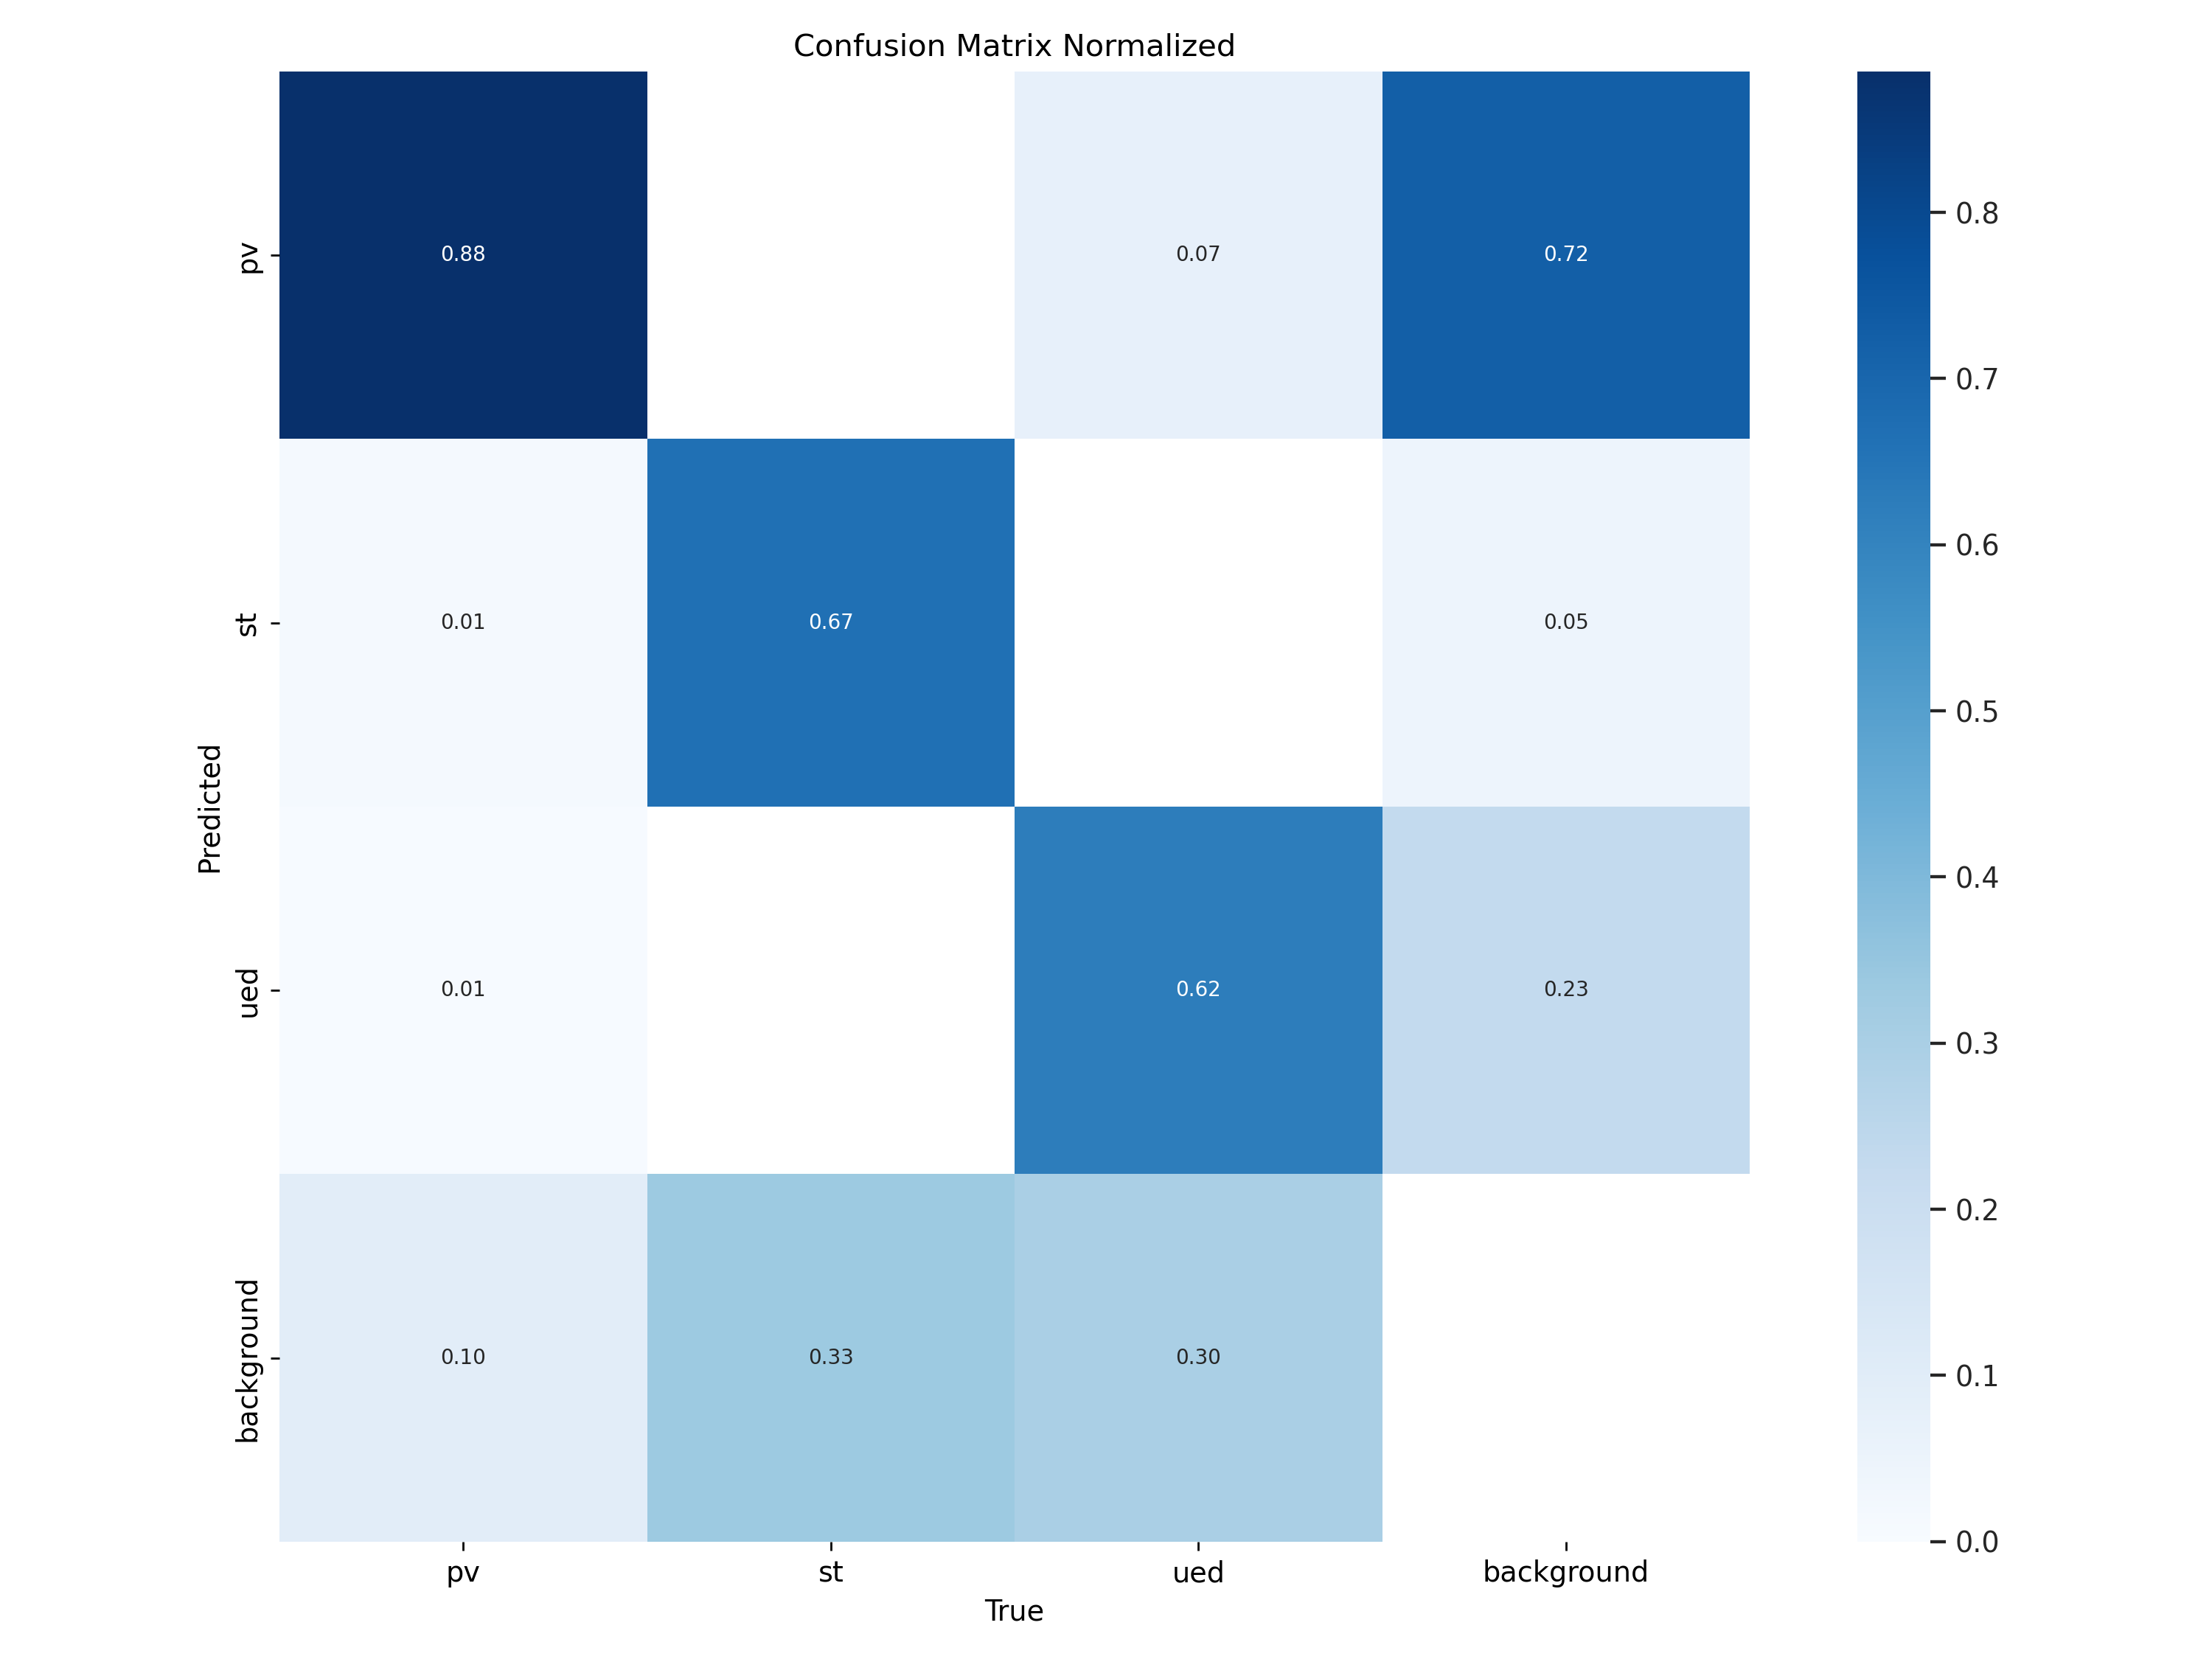 Confusion Matrix Normalized
pv
0.88
0.07
0.72
st
0.01
0.67
0.05
ued
0.01
0.62
0.23
background
0.10
0.33
0.30
pv
st
ued
background
Predicted
True
0.8
0.7
0.6
0.5
0.4
0.3
0.2
0.1
0.0